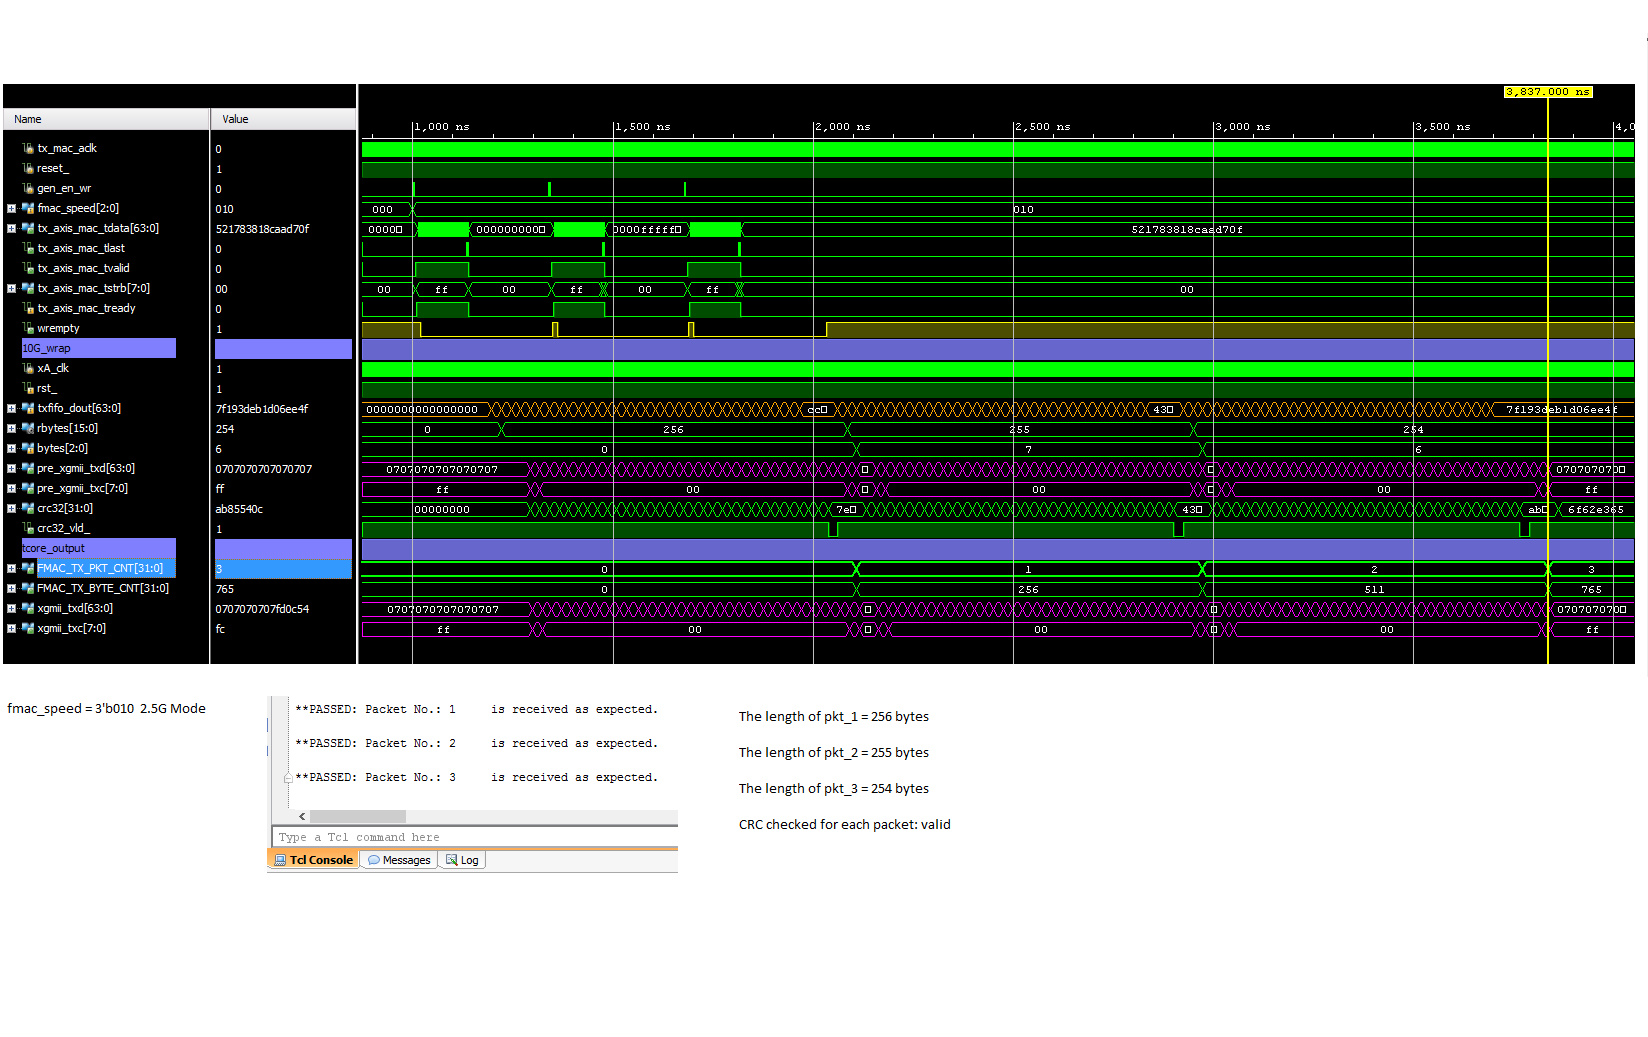 3,837.000 ns
Name Value
1,000 ns 1,500 ns 2,000 ns 2,500 ns 3,000 ns 3,500 ns 4,0
tx_mac_aclk 0
reset_ 1
gen_en_wr 0
fmac_speed[2:0] 010 000 010
tx_axis_mac_tdata[63:0] 521783818caad70f 0000 000000000 0000fffff 521783818caad70f
tx_axis_mac_tlast 0
tx_axis_mac_tvalid 0
tx_axis_mac_tstrb[7:0] 00 00 ff 00 ff 00 ff 00
tx_axis_mac_tready 0
wrempty 1
10G_wrap
xA_clk 1
rst_ 1
txfifo_dout[63:0] 7f193deb1d06ee4f 0000000000000000 cc 43 7f193deb1d06ee4f
rbytes[15:0] 254 0 256 255 254
bytes[2:0] 6 0 7 6
pre_xgmii_txd[63:0] 0707070707070707 0707070707070707 070707070
pre_xgmii_txc[7:0] ff ff 00 00 00 ff
crc32[31:0] ab85540c 00000000 7e 43 ab 6f62e365
crc32_vld_ 1
tcore_output
FMAC_TX_PKT_CNT[31:0] 3 0 1 2 3
FMAC_TX_BYTE_CNT[31:0] 765 0 256 511 765
xgmii_txd[63:0] 0707070707fd0c54 0707070707070707 070707070
xgmii_txc[7:0] fc ff 00 00 00 ff
fmac_speed = 3'b010 2.5G Mode
**PASSED: Packet No.: 1 is received as expected.
**PASSED: Packet No.: 2 is received as expected.
**PASSED: Packet No.: 3 is received as expected.
Type a Tcl command here
Tcl Console Messages Log
The length of pkt_1 = 256 bytes
The length of pkt_2 = 255 bytes
The length of pkt_3 = 254 bytes
CRC checked for each packet: valid